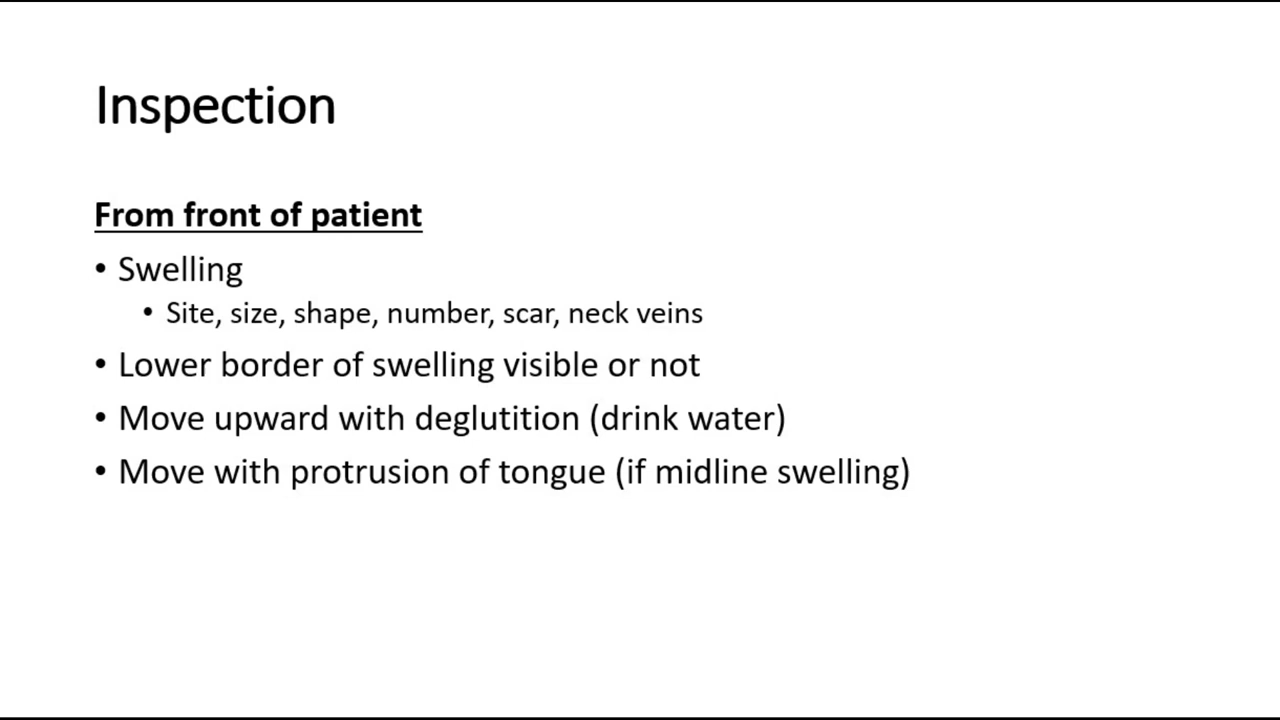 Inspection
From front of patient
• Swelling
• Site, size, shape, number, scar, neck veins
• Lower border of swelling visible or not
• Move upward with deglutition (drink water)
• Move with protrusion of tongue (if midline swelling)